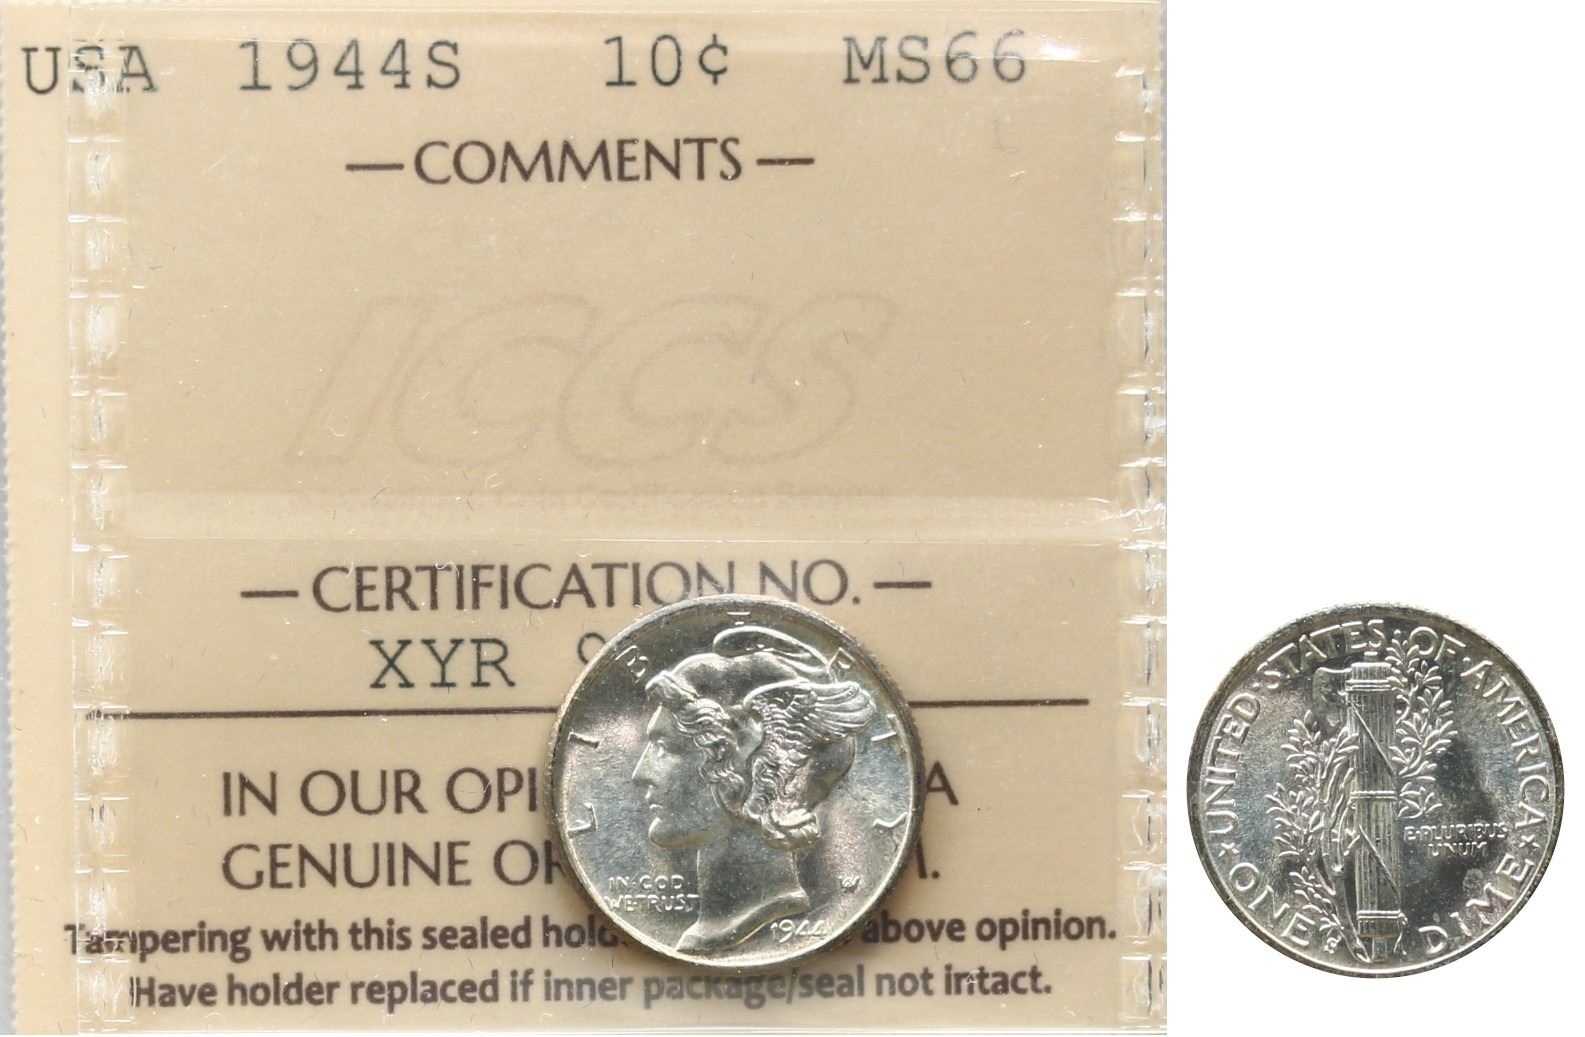 USA 1944S 10¢ MS66
—COMMENTS—
ICCS
—CERTIFICATION NO.—
XYR
IN OUR OPI A
GENUINE OR M.
Tampering with this sealed hold above opinion.
Have holder replaced if inner package/seal not intact.
LIBERTY
IN·GOD
WE TRUST
1944
UNITED·STATES·OF·AMERICA
E·PLURIBUS
UNUM
ONE DIME
S